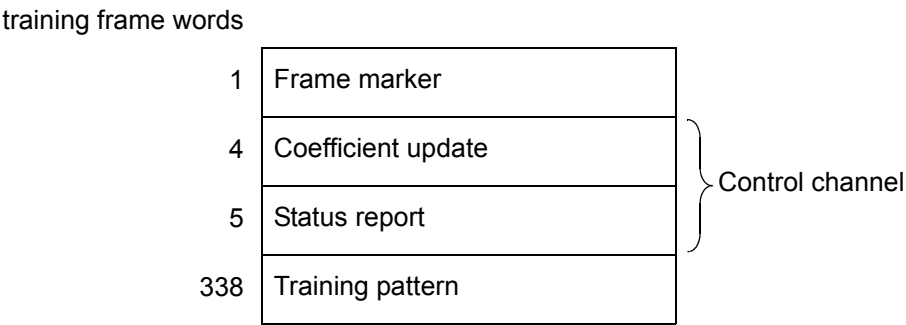 training frame words
1 Frame marker
4 Coefficient update
Control channel
5 Status report
338 Training pattern